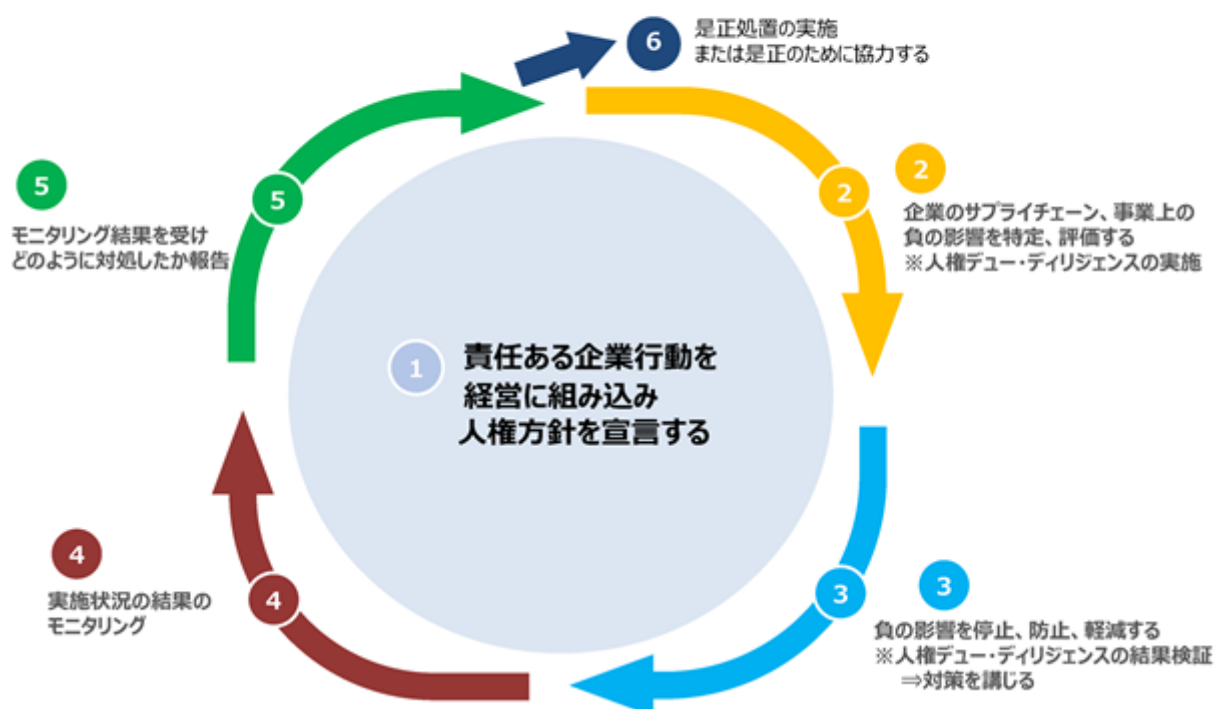 6
是正処置の実施
または是正のために協力する
2
2
企業のサプライチェーン、事業上の
負の影響を特定、評価する
※人権デュー・ディリジェンスの実施
5
5
モニタリング結果を受け
どのように対処したか報告
1
責任ある企業行動を
経営に組み込み
人権方針を宣言する
4
4
実施状況の結果の
モニタリング
3
3
負の影響を停止、防止、軽減する
※人権デュー・ディリジェンスの結果検証
⇒対策を講じる